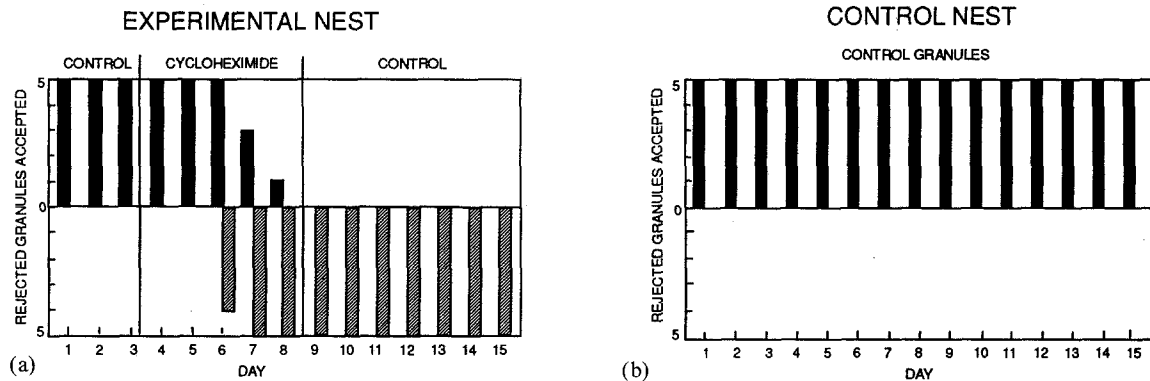 EXPERIMENTAL NEST
CONTROL CYCLOHEXIMIDE CONTROL
REJECTED GRANULES ACCEPTED
5
0
5
1 2 3 4 5 6 7 8 9 10 11 12 13 14 15
DAY
(a)
CONTROL NEST
CONTROL GRANULES
REJECTED GRANULES ACCEPTED
5
0
5
1 2 3 4 5 6 7 8 9 10 11 12 13 14 15
DAY
(b)